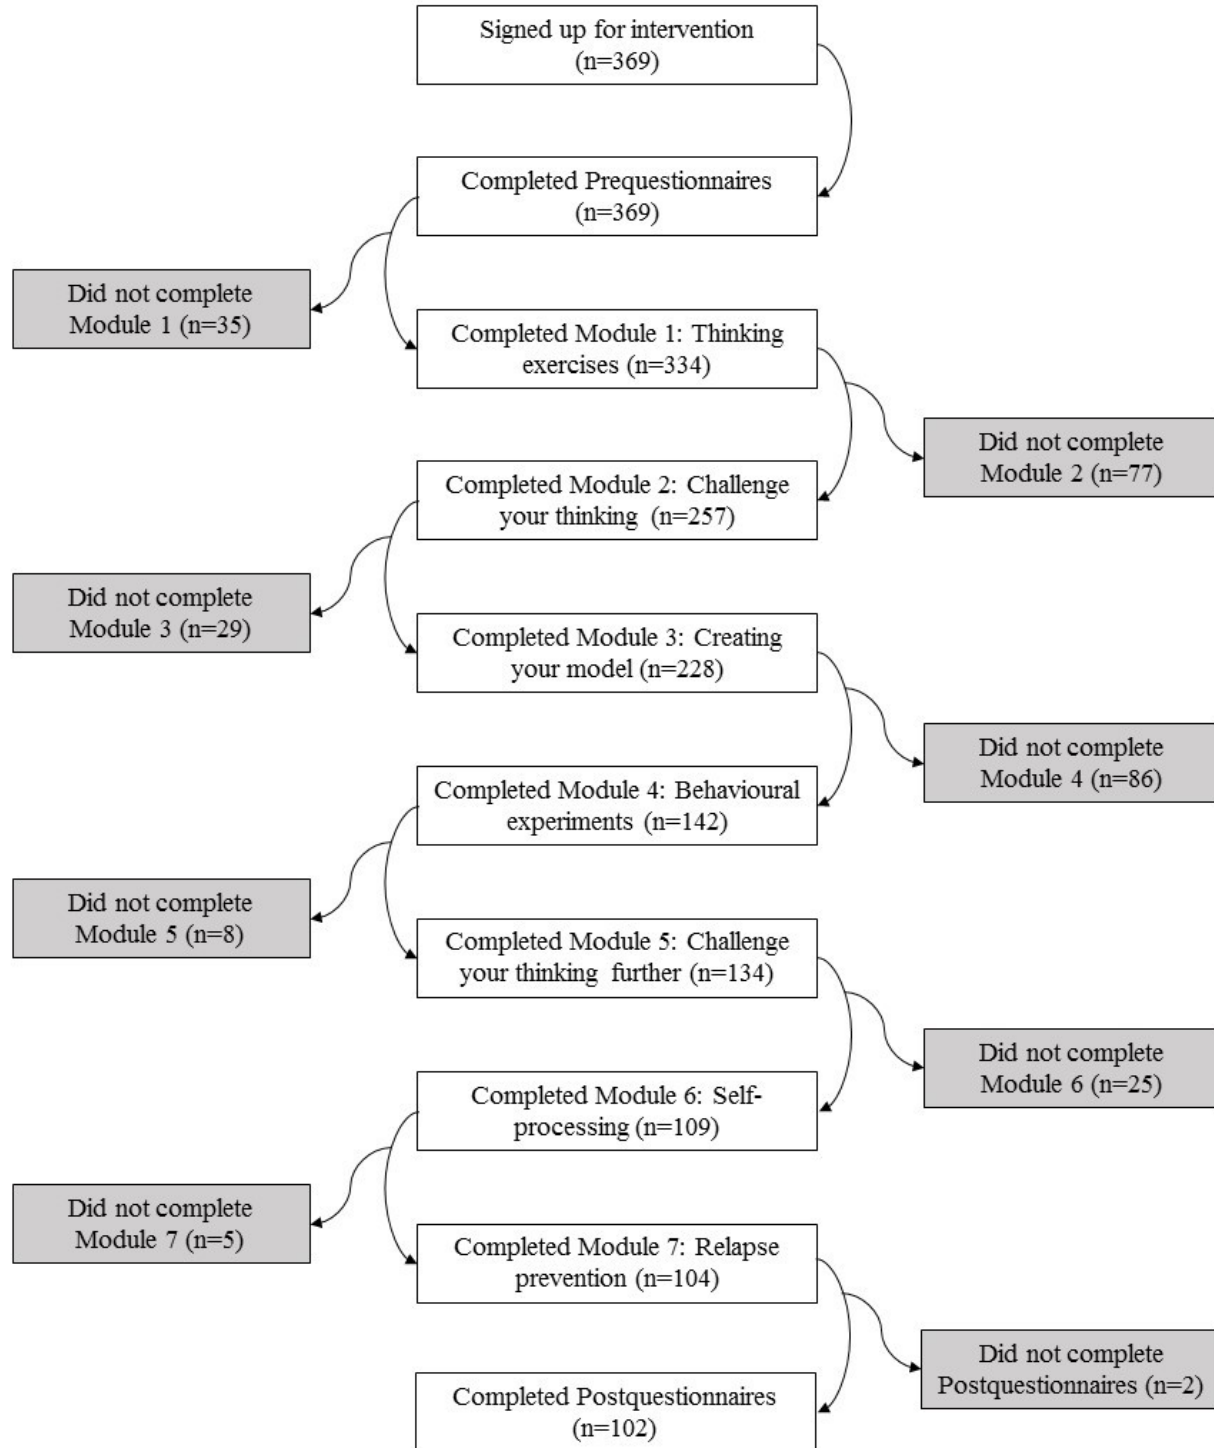 Signed up for intervention
(n=369)
Completed Prequestionnaires
(n=369)
Did not complete
Module 1 (n=35)
Completed Module 1: Thinking
exercises (n=334)
Did not complete
Module 2 (n=77)
Completed Module 2: Challenge
your thinking (n=257)
Did not complete
Module 3 (n=29)
Completed Module 3: Creating
your model (n=228)
Did not complete
Module 4 (n=86)
Completed Module 4: Behavioural
experiments (n=142)
Did not complete
Module 5 (n=8)
Completed Module 5: Challenge
your thinking further (n=134)
Did not complete
Module 6 (n=25)
Completed Module 6: Self-
processing (n=109)
Did not complete
Module 7 (n=5)
Completed Module 7: Relapse
prevention (n=104)
Did not complete
Postquestionnaires (n=2)
Completed Postquestionnaires
(n=102)